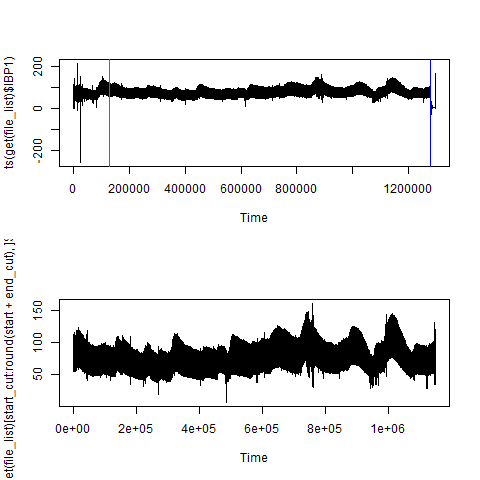 ts(get(file_list)$IBP1)
200
0
-200
0
200000
400000
600000
800000
1200000
Time
et(file_list)[start_cut:round(start + end_cut), ]$
150
100
50
0e+00
2e+05
4e+05
6e+05
8e+05
1e+06
Time